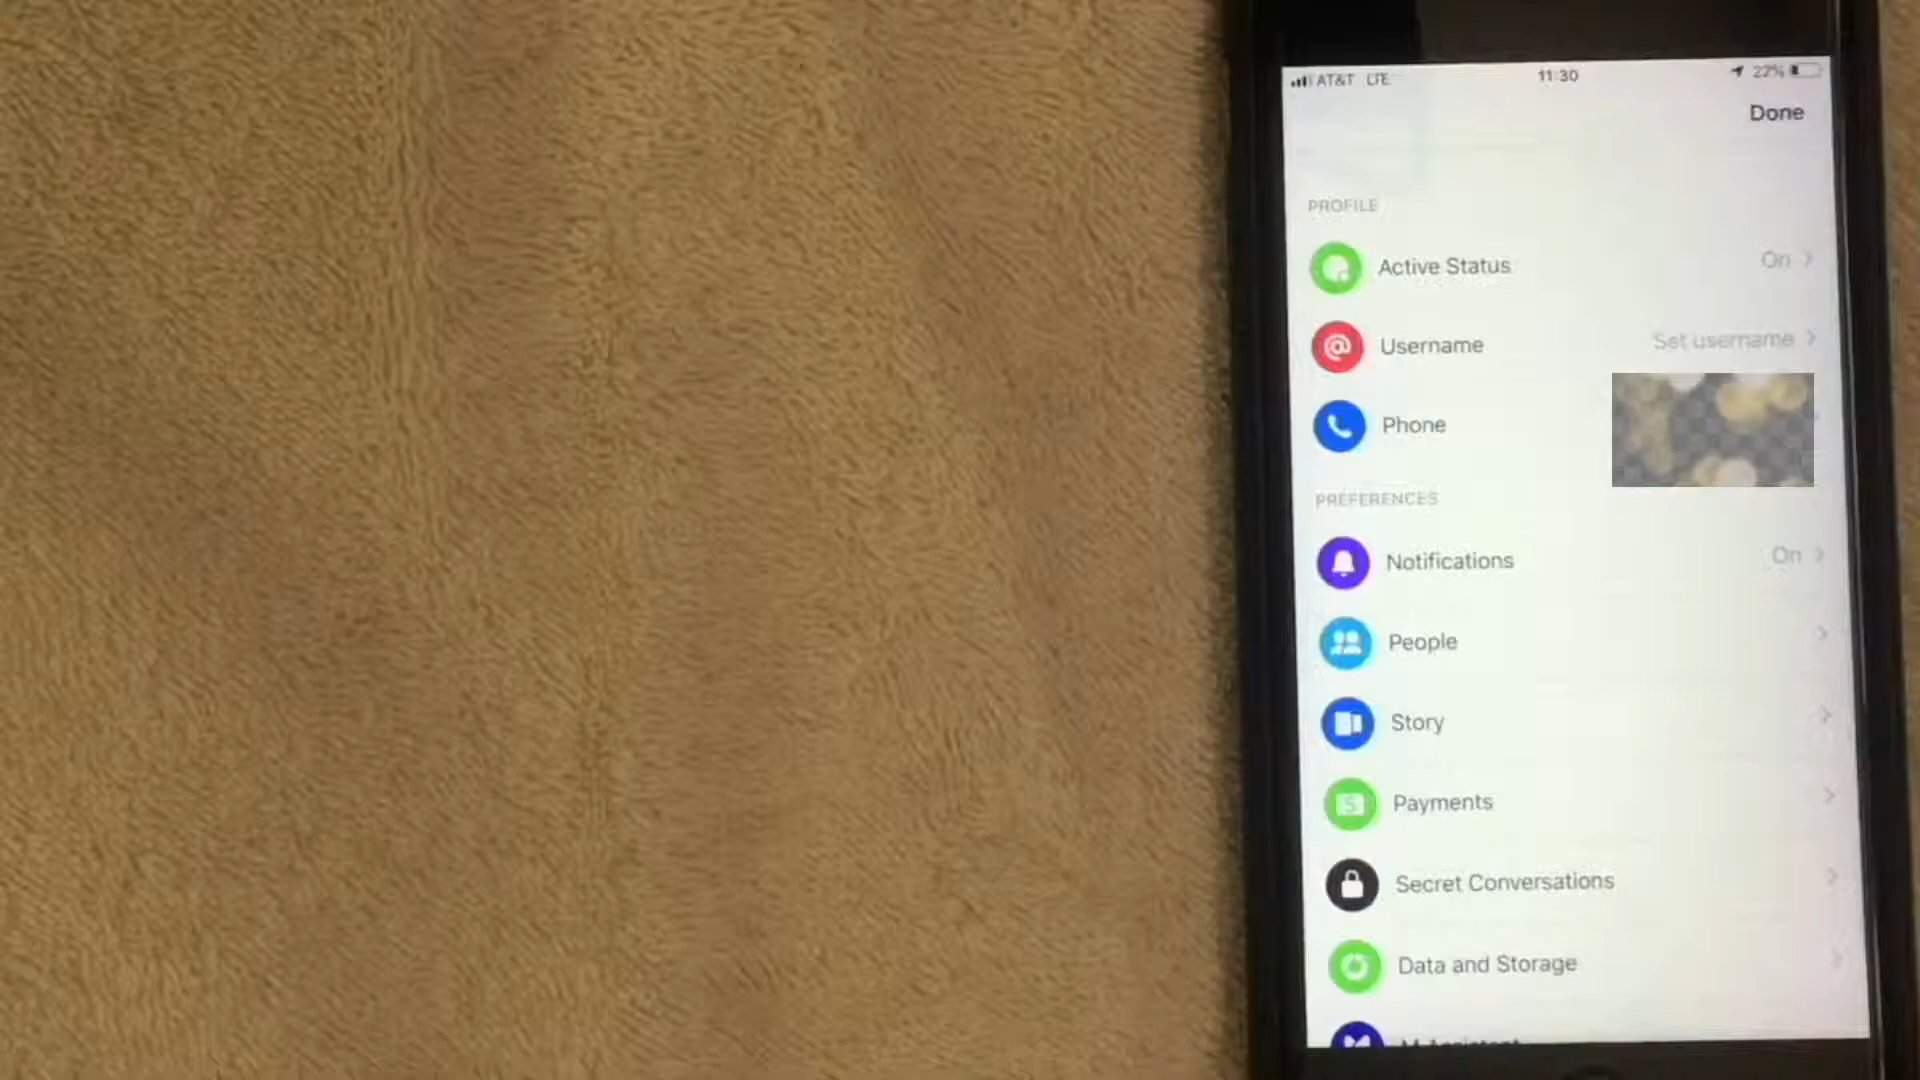 AT&T LTE 11:30 22%
Done
PROFILE
Active Status On
Username Set username
Phone
PREFERENCES
Notifications On
People
Story
Payments
Secret Conversations
Data and Storage